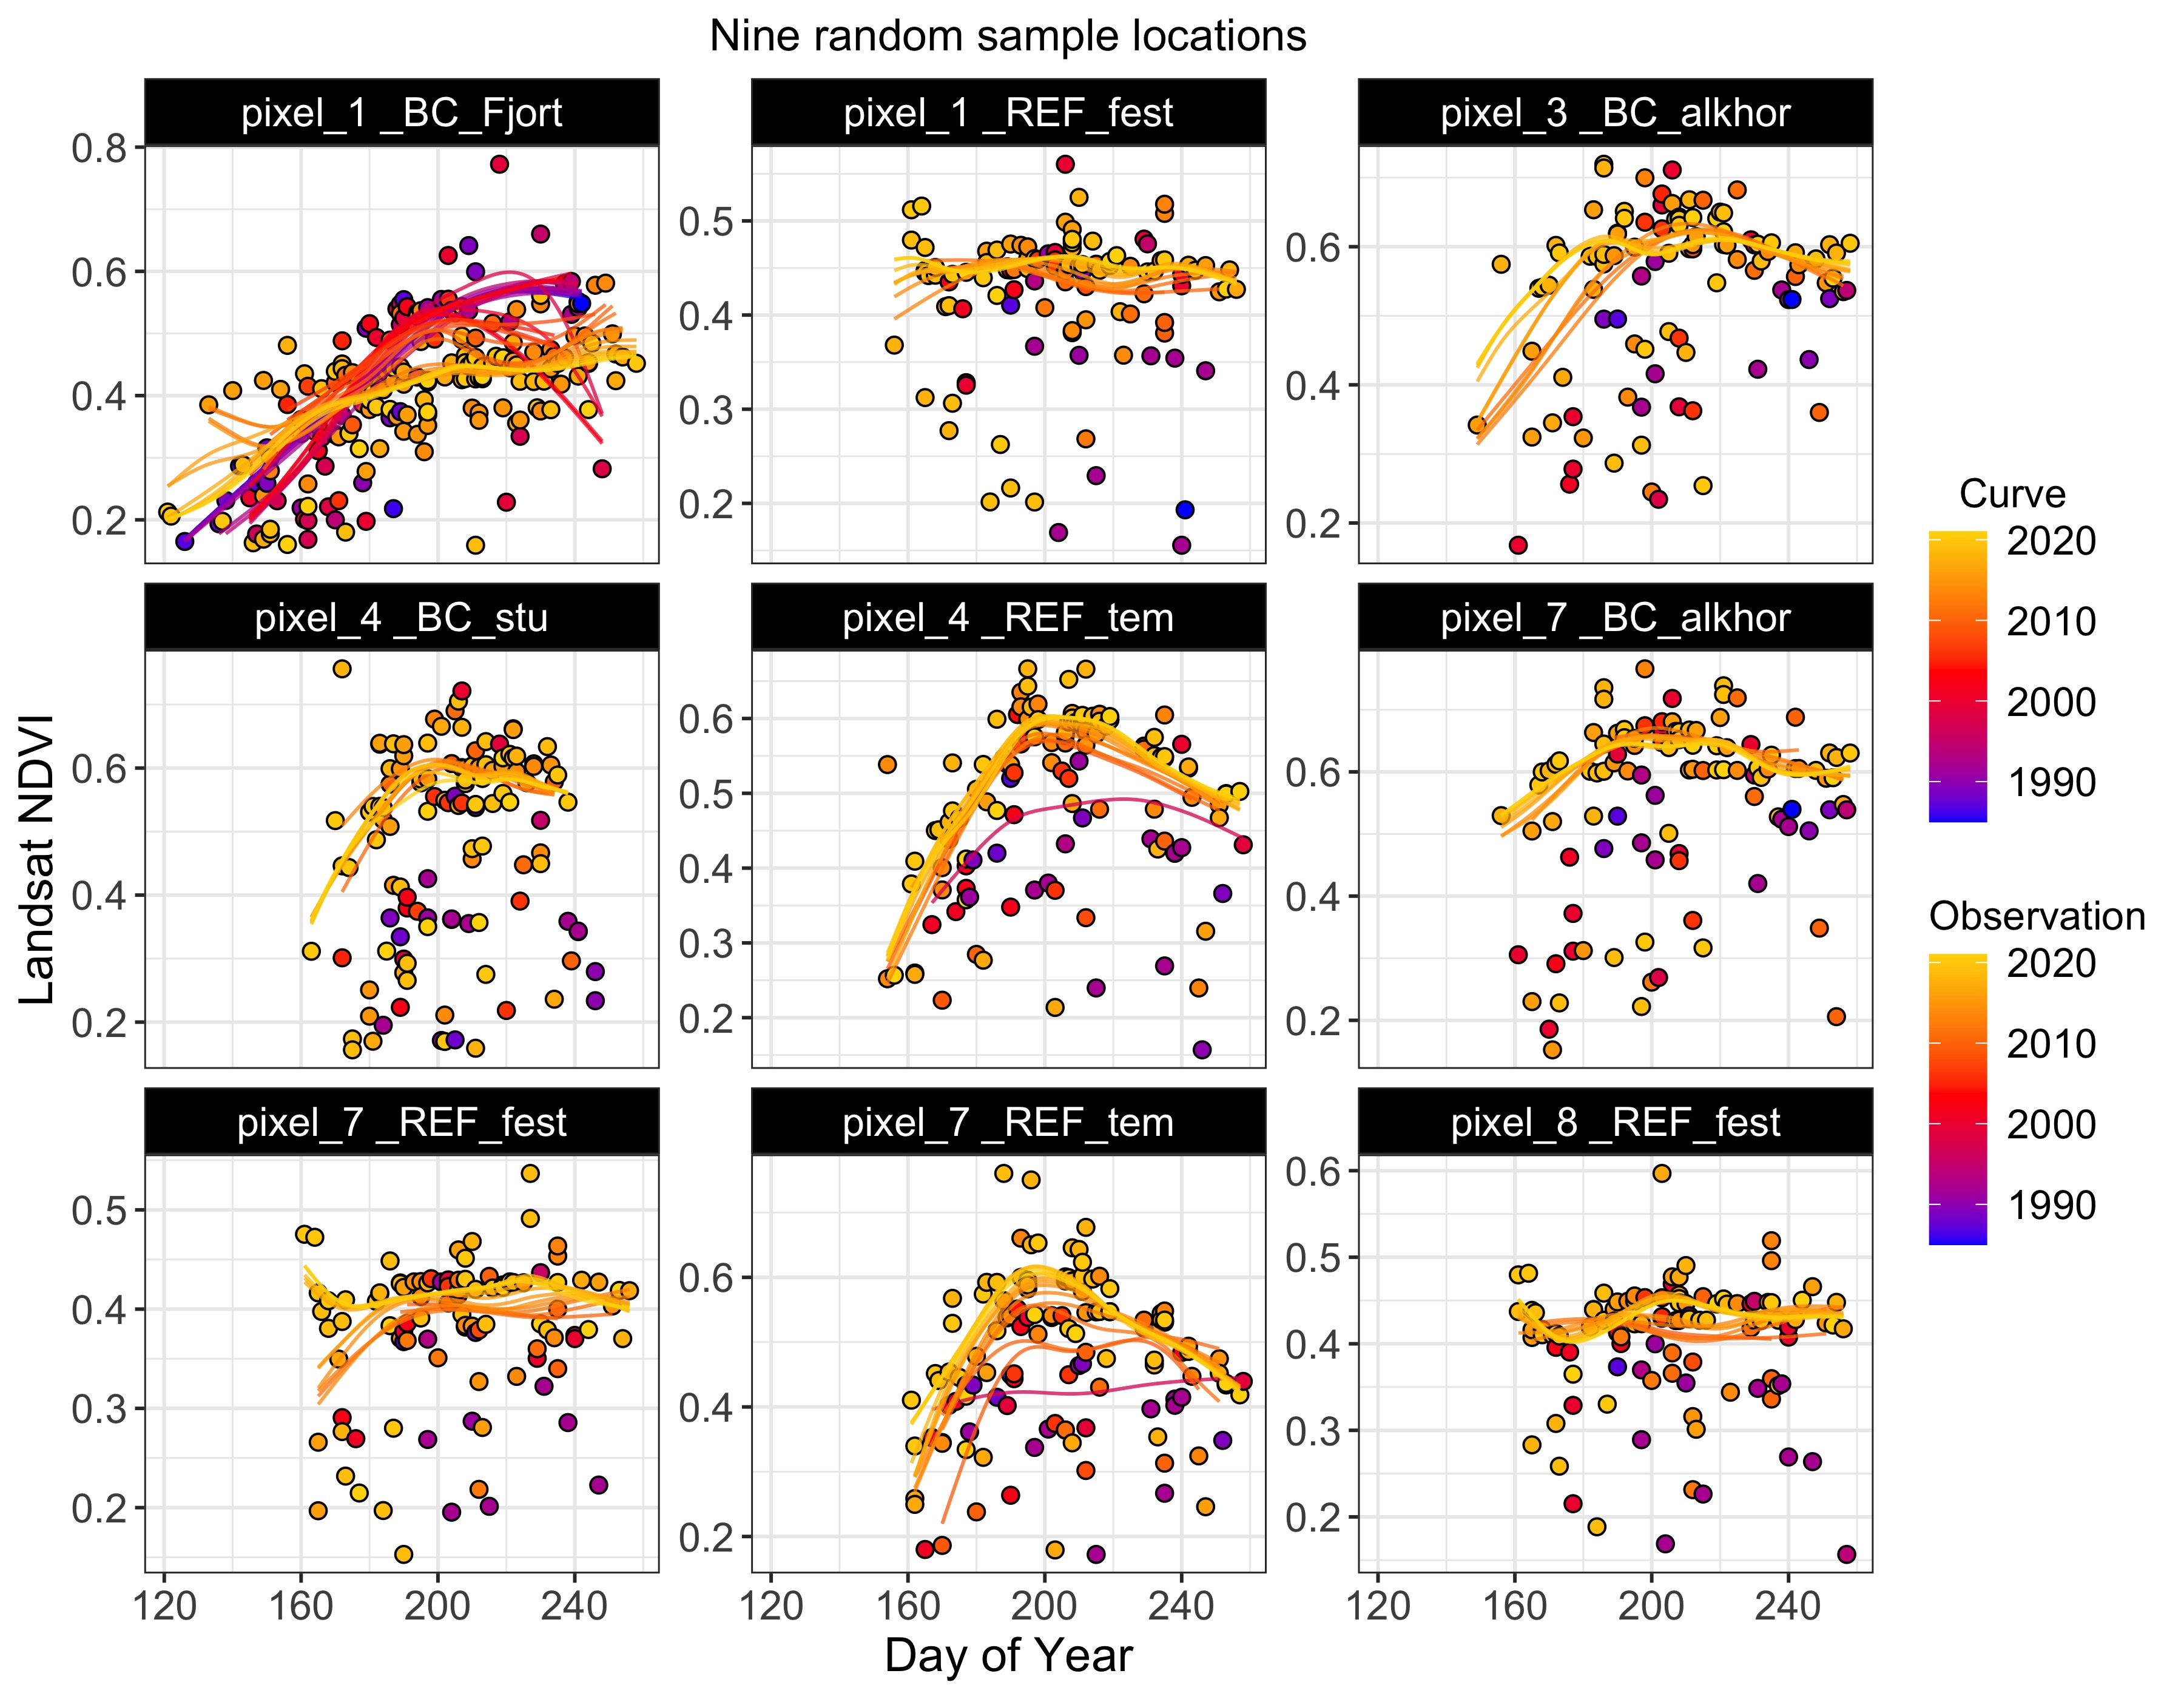 Nine random sample locations
pixel_1 _BC_Fjort
pixel_1 _REF_fest
pixel_3 _BC_alkhor
0.8
0.6
0.4
0.2
0.5
0.4
0.3
0.2
0.6
0.4
0.2
pixel_4 _BC_stu
pixel_4 _REF_tem
pixel_7 _BC_alkhor
0.6
0.4
0.2
0.6
0.5
0.4
0.3
0.2
0.6
0.4
0.2
pixel_7 _REF_fest
pixel_7 _REF_tem
pixel_8 _REF_fest
0.5
0.4
0.3
0.2
0.6
0.4
0.2
0.6
0.5
0.4
0.3
0.2
120 160 200 240
120 160 200 240
120 160 200 240
Day of Year
Landsat NDVI
Curve
2020
2010
2000
1990
Observation
2020
2010
2000
1990